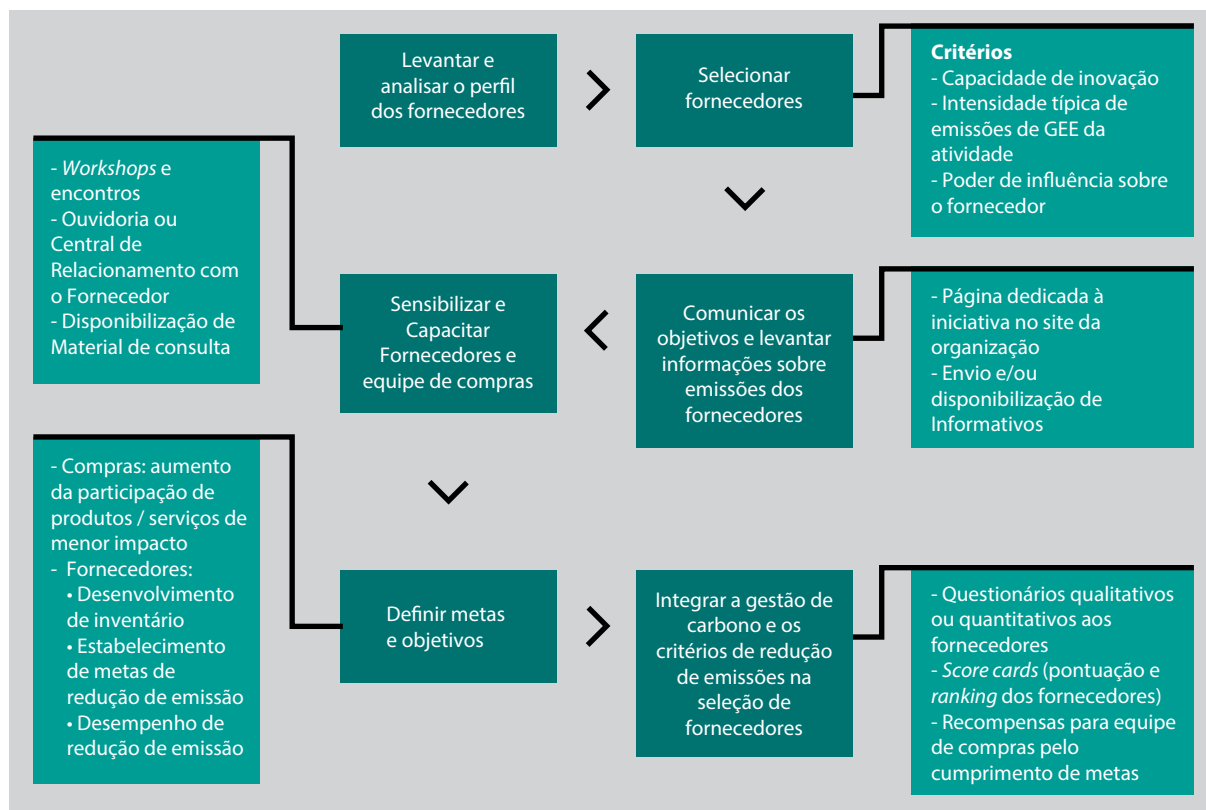 Levantar e
analisar o perfil
dos fornecedores
Selecionar
fornecedores
Critérios
- Capacidade de inovação
- Intensidade típica de
emissões de GEE da
atividade
- Poder de influência sobre
o fornecedor
- Página dedicada à
iniciativa no site da
organização
- Envio e/ou
disponibilização de
Informativos
Comunicar os
objetivos e levantar
informações sobre
emissões dos
fornecedores
Sensibilizar e
Capacitar
Fornecedores e
equipe de compras
- Workshops e
encontros
- Ouvidoria ou
Central de
Relacionamento com
o Fornecedor
- Disponibilização de
Material de consulta
- Compras: aumento
da participação de
produtos / serviços de
menor impacto
- Fornecedores:
• Desenvolvimento
de inventário
• Estabelecimento
de metas de
redução de emissão
• Desempenho de
redução de emissão
Definir metas
e objetivos
Integrar a gestão de
carbono e os
critérios de redução
de emissões na
seleção de
fornecedores
- Questionários qualitativos
ou quantitativos aos
fornecedores
- Score cards (pontuação e
ranking dos fornecedores)
- Recompensas para equipe
de compras pelo
cumprimento de metas